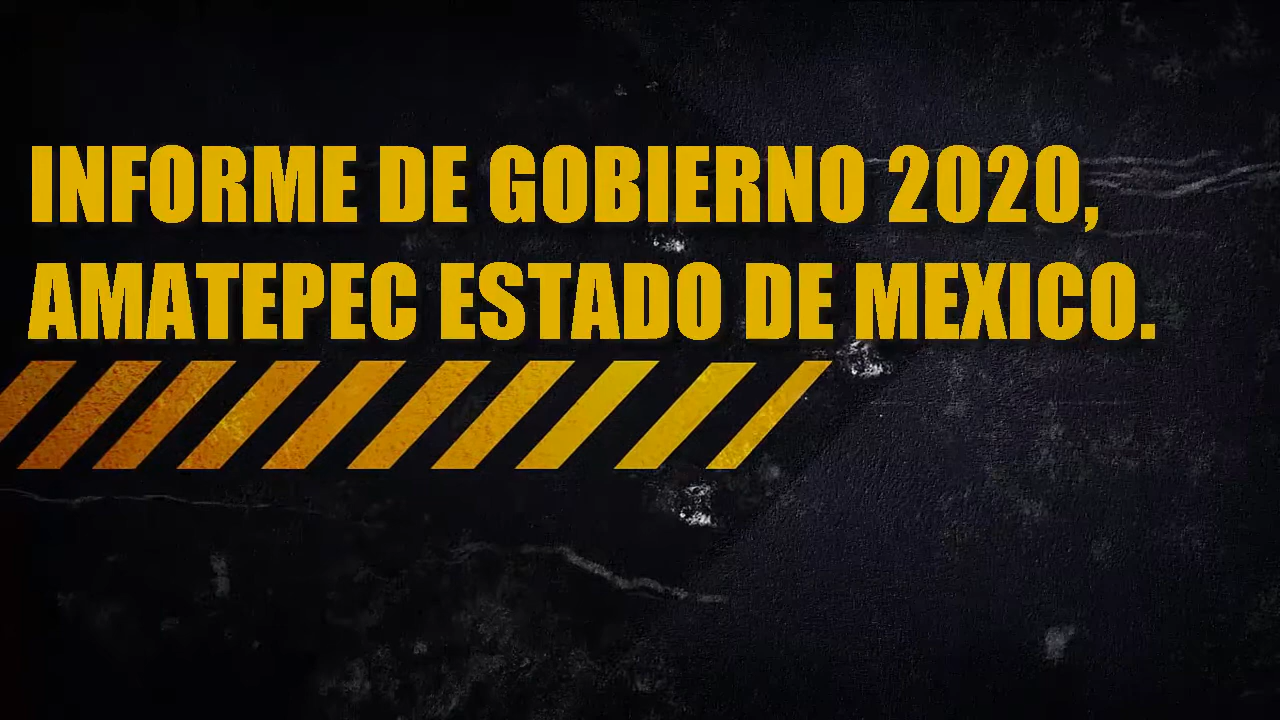 INFORME DE GOBIERNO 2020,
AMATEPEC ESTADO DE MEXICO.